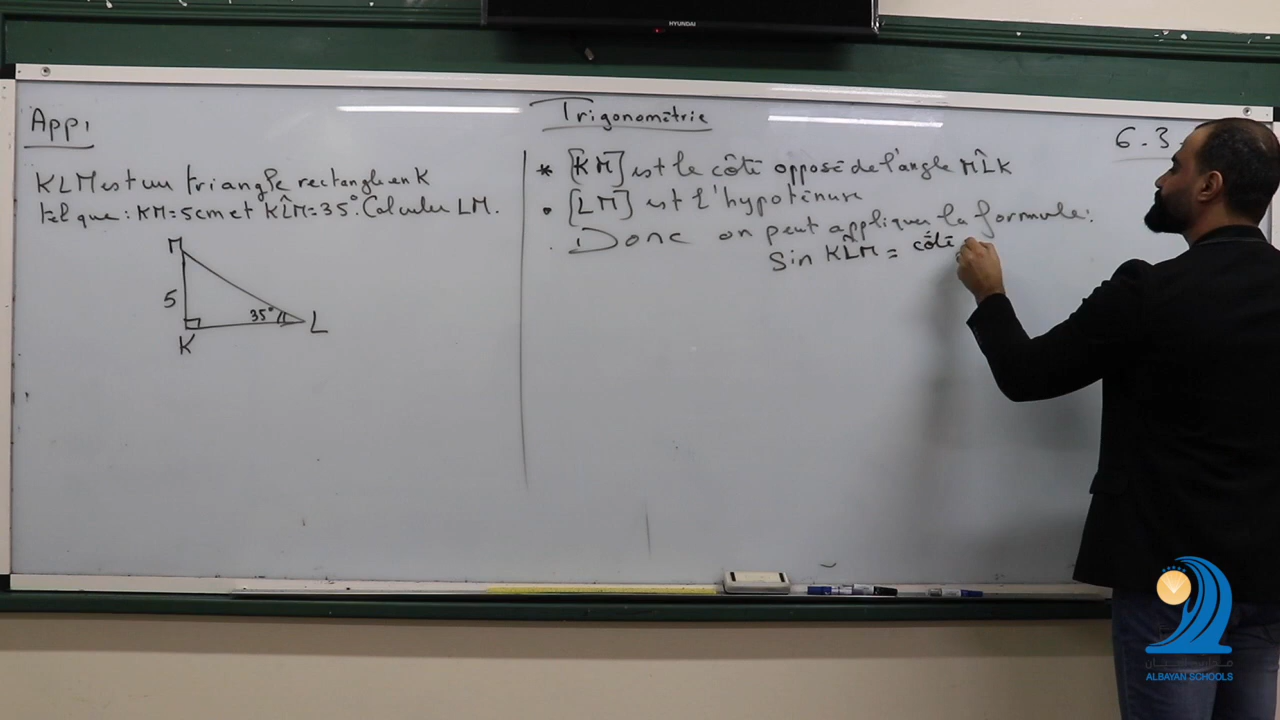 HYUNDAI
App1
KLM est un triangle rectangle en K
tel que : KM = 5cm et KL̂M = 35°. Calculer LM.
M
5
35°
L
K
Trigonométrie
6.3
* [KM] est le côté opposé de l'angle ML̂K
• [LM] est l'hypoténuse
. Donc on peut appliquer la formule :
Sin KL̂M = côté
مدارس البيان
ALBAYAN SCHOOLS